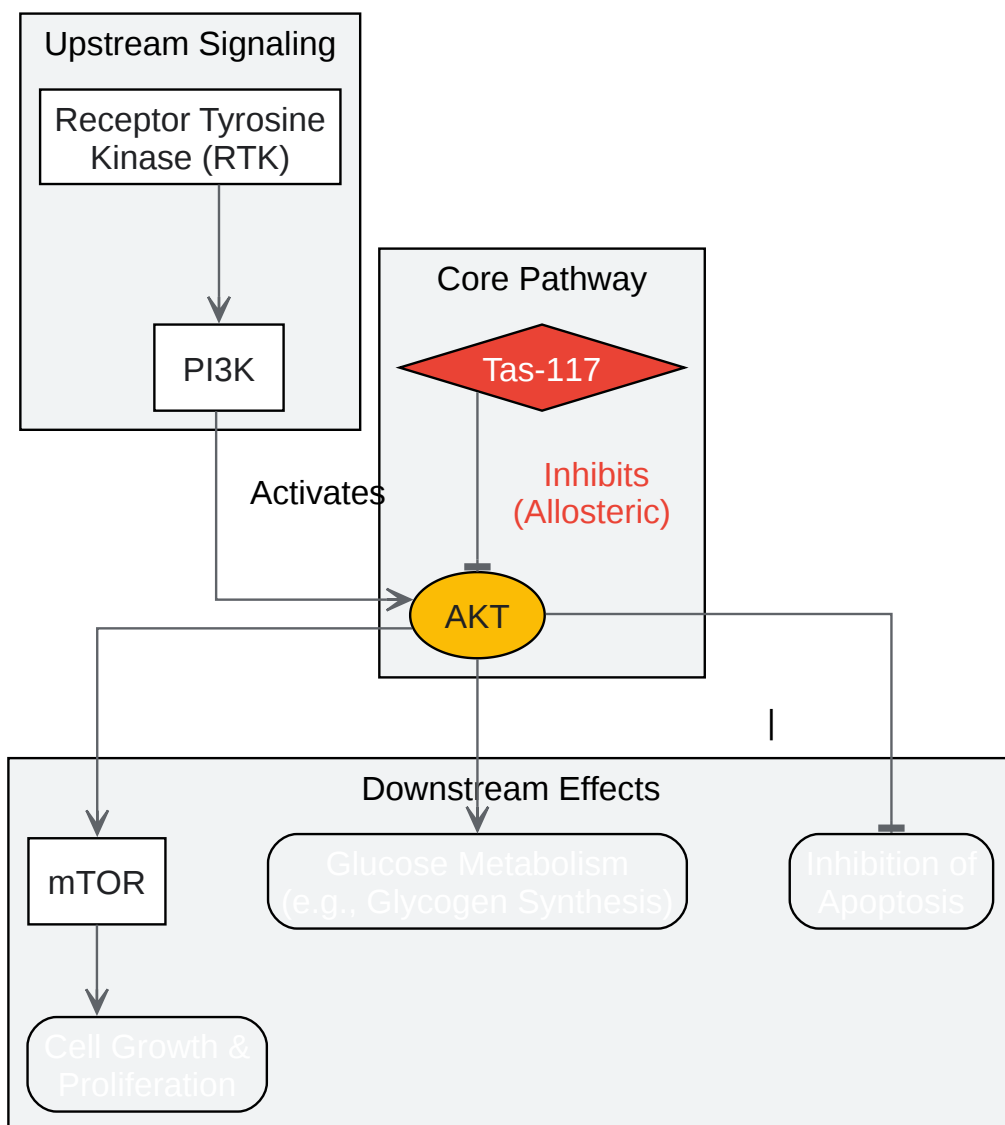 Upstream Signaling
Receptor Tyrosine
Kinase (RTK)
PI3K
Core Pathway
Tas-117
Activates
Inhibits
(Allosteric)
AKT
|
Downstream Effects
mTOR
Glucose Metabolism
(e.g., Glycogen Synthesis)
Inhibition of
Apoptosis
Cell Growth &
Proliferation